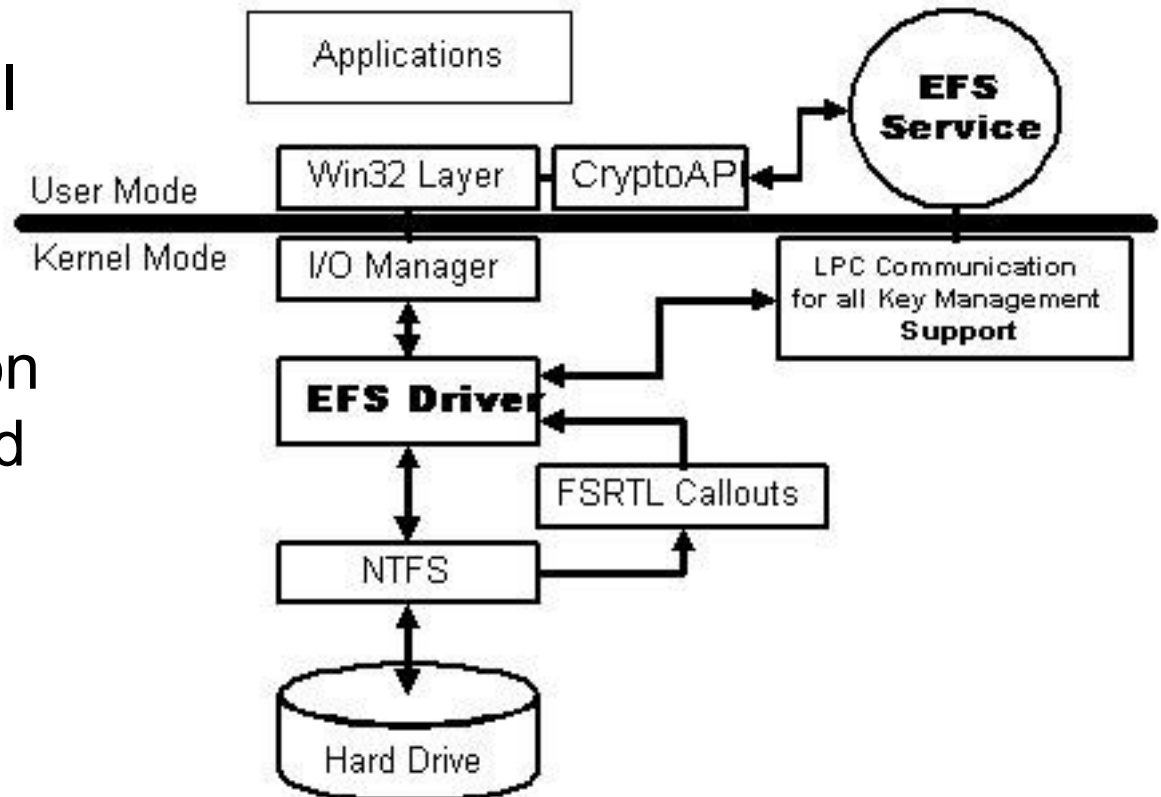 Applications
EFS
Service
l
Win32 Layer
CryptoAPI
User Mode
Kernel Mode
I/O Manager
LPC Communication
for all Key Management
Support
on
EFS Driver
d
FSRTL Callouts
NTFS
Hard Drive